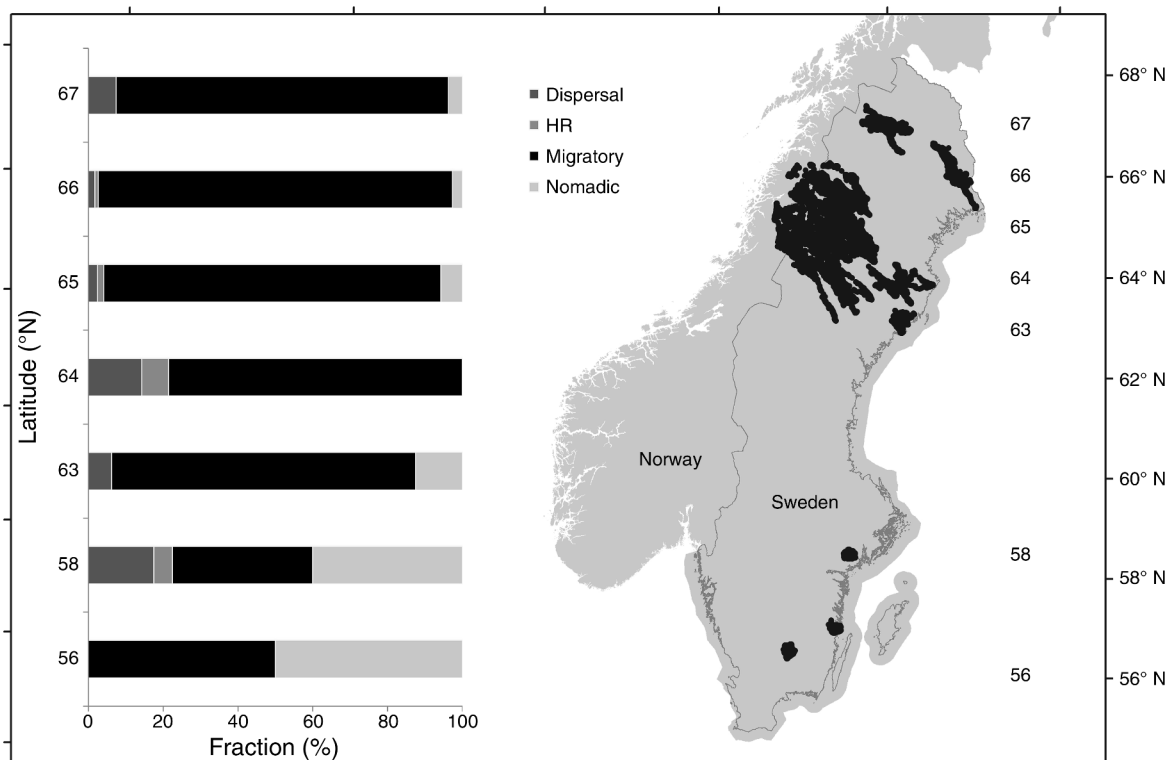 Latitude (°N)
67
66
65
64
63
58
56
0 20 40 60 80 100
Fraction (%)
Dispersal
HR
Migratory
Nomadic
Norway
Sweden
67
66
65
64
63
58
56
68° N
66° N
64° N
62° N
60° N
58° N
56° N